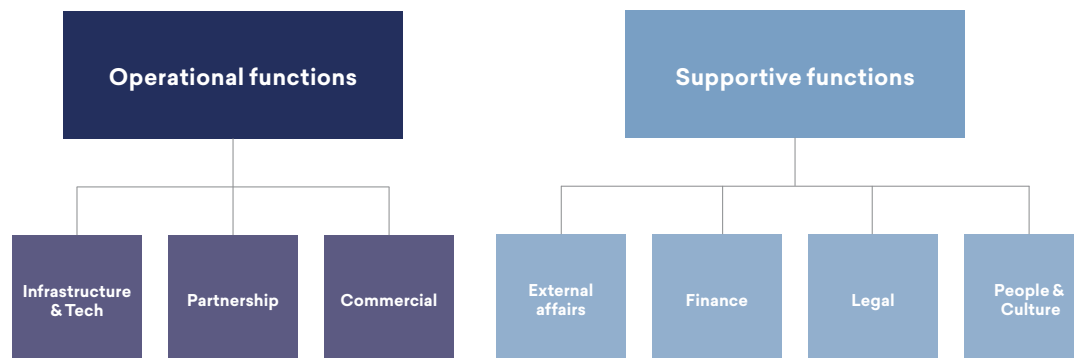 Operational functions
Supportive functions
Infrastructure
& Tech
Partnership
Commercial
External
affairs
Finance
Legal
People &
Culture